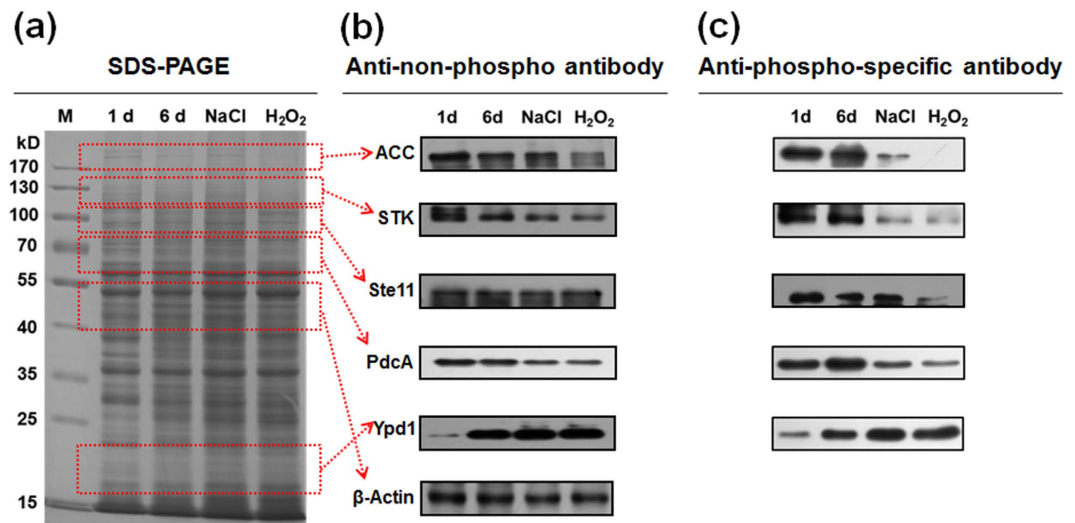 (a) (b) (c)
SDS-PAGE Anti-non-phospho antibody Anti-phospho-specific antibody
M 1 d 6 d NaCl H₂O₂ 1d 6d NaCl H₂O₂ 1d 6d NaCl H₂O₂
kD
170
130
100
70
55
40
35
25
15
ACC
STK
Ste11
PdcA
Ypd1
β-Actin